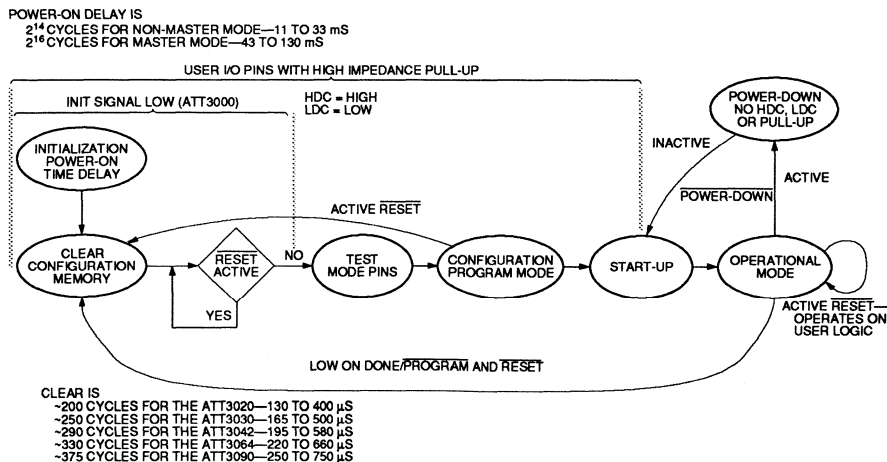 POWER-ON DELAY IS
2¹⁴ CYCLES FOR NON-MASTER MODE—11 TO 33 mS
2¹⁶ CYCLES FOR MASTER MODE—43 TO 130 mS
USER I/O PINS WITH HIGH IMPEDANCE PULL-UP
INIT SIGNAL LOW (ATT3000)
HDC = HIGH
LDC = LOW
POWER-DOWN
NO HDC, LDC
OR PULL-UP
INITIALIZATION
POWER-ON
TIME DELAY
INACTIVE
ACTIVE
POWER-DOWN
ACTIVE RESET
CLEAR
CONFIGURATION
MEMORY
RESET
ACTIVE
NO
YES
TEST
MODE PINS
CONFIGURATION
PROGRAM MODE
START-UP
OPERATIONAL
MODE
ACTIVE RESET—
OPERATES ON
USER LOGIC
LOW ON DONE/PROGRAM AND RESET
CLEAR IS
~200 CYCLES FOR THE ATT3020—130 TO 400 µS
~250 CYCLES FOR THE ATT3030—165 TO 500 µS
~290 CYCLES FOR THE ATT3042—195 TO 580 µS
~330 CYCLES FOR THE ATT3064—220 TO 660 µS
~375 CYCLES FOR THE ATT3090—250 TO 750 µS